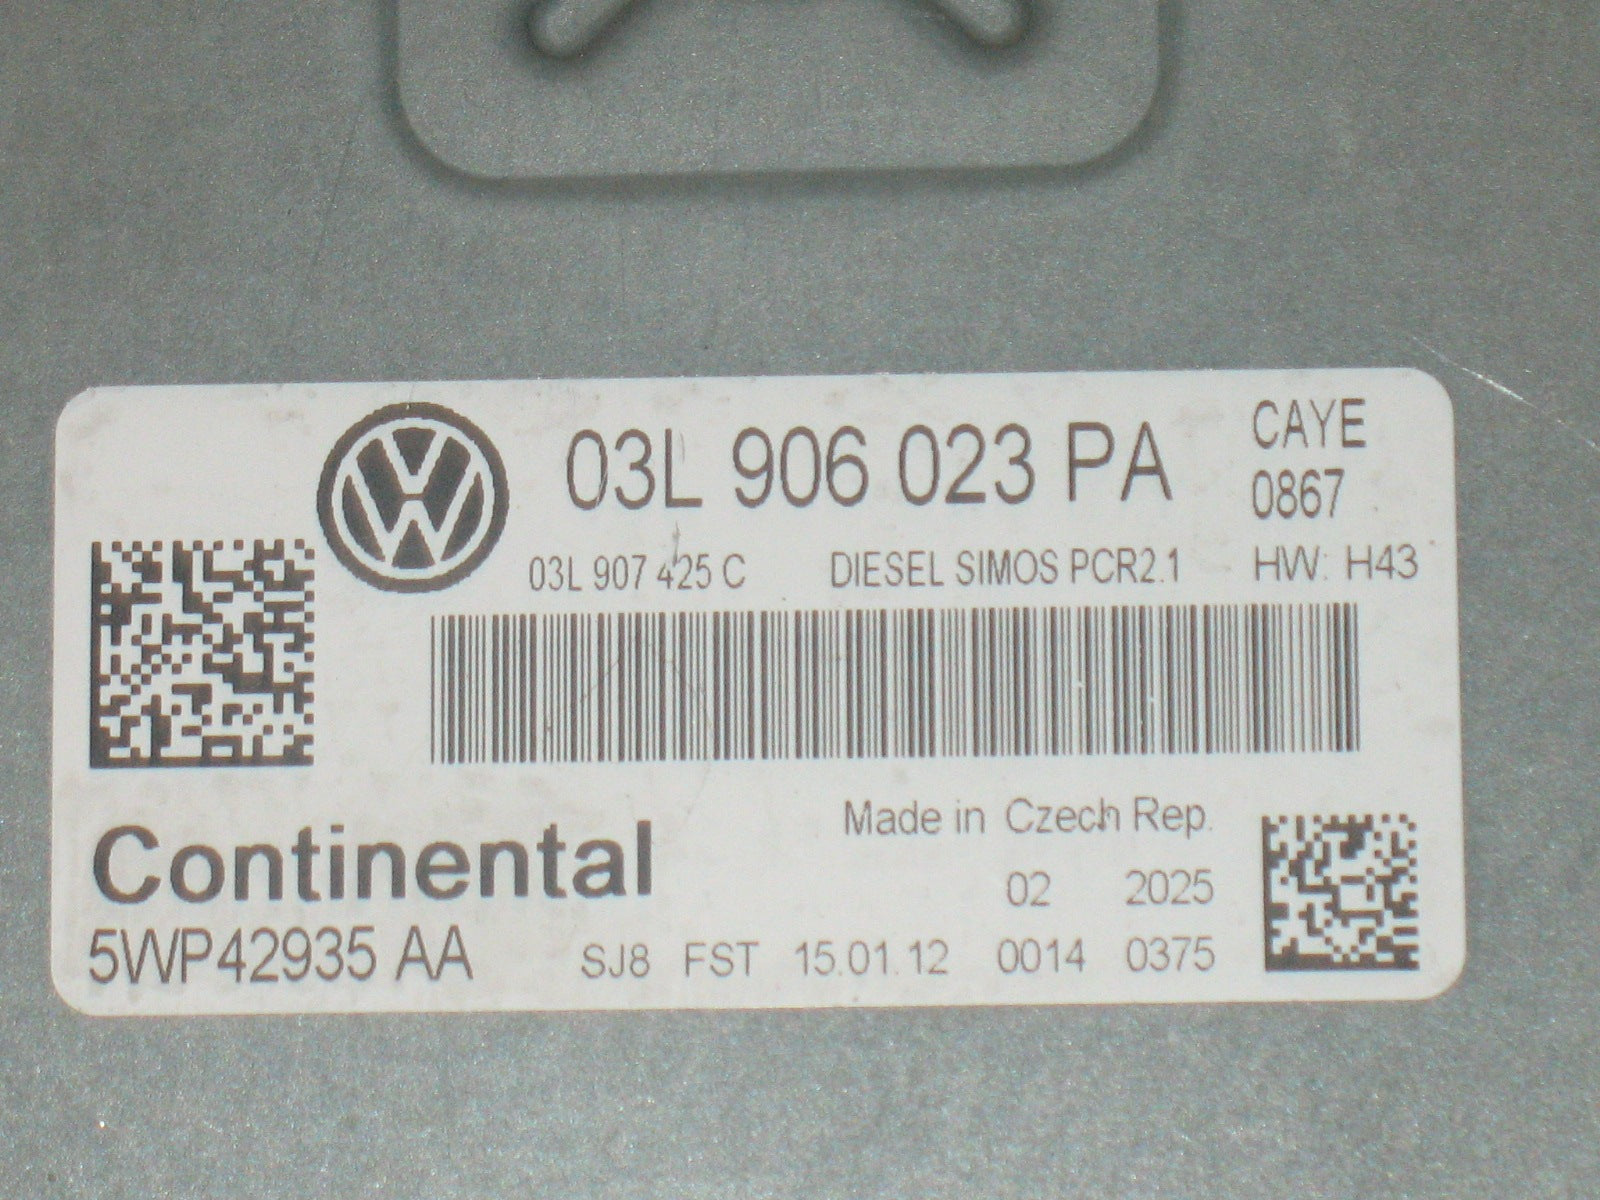 03L 906 023 PA
CAYE
0867
03L 907 425 C DIESEL SIMOS PCR2.1 HW: H43
Made in Czech Rep.
Continental
02 2025
5WP42935 AA SJ8 FST 15.01.12 0014 0375